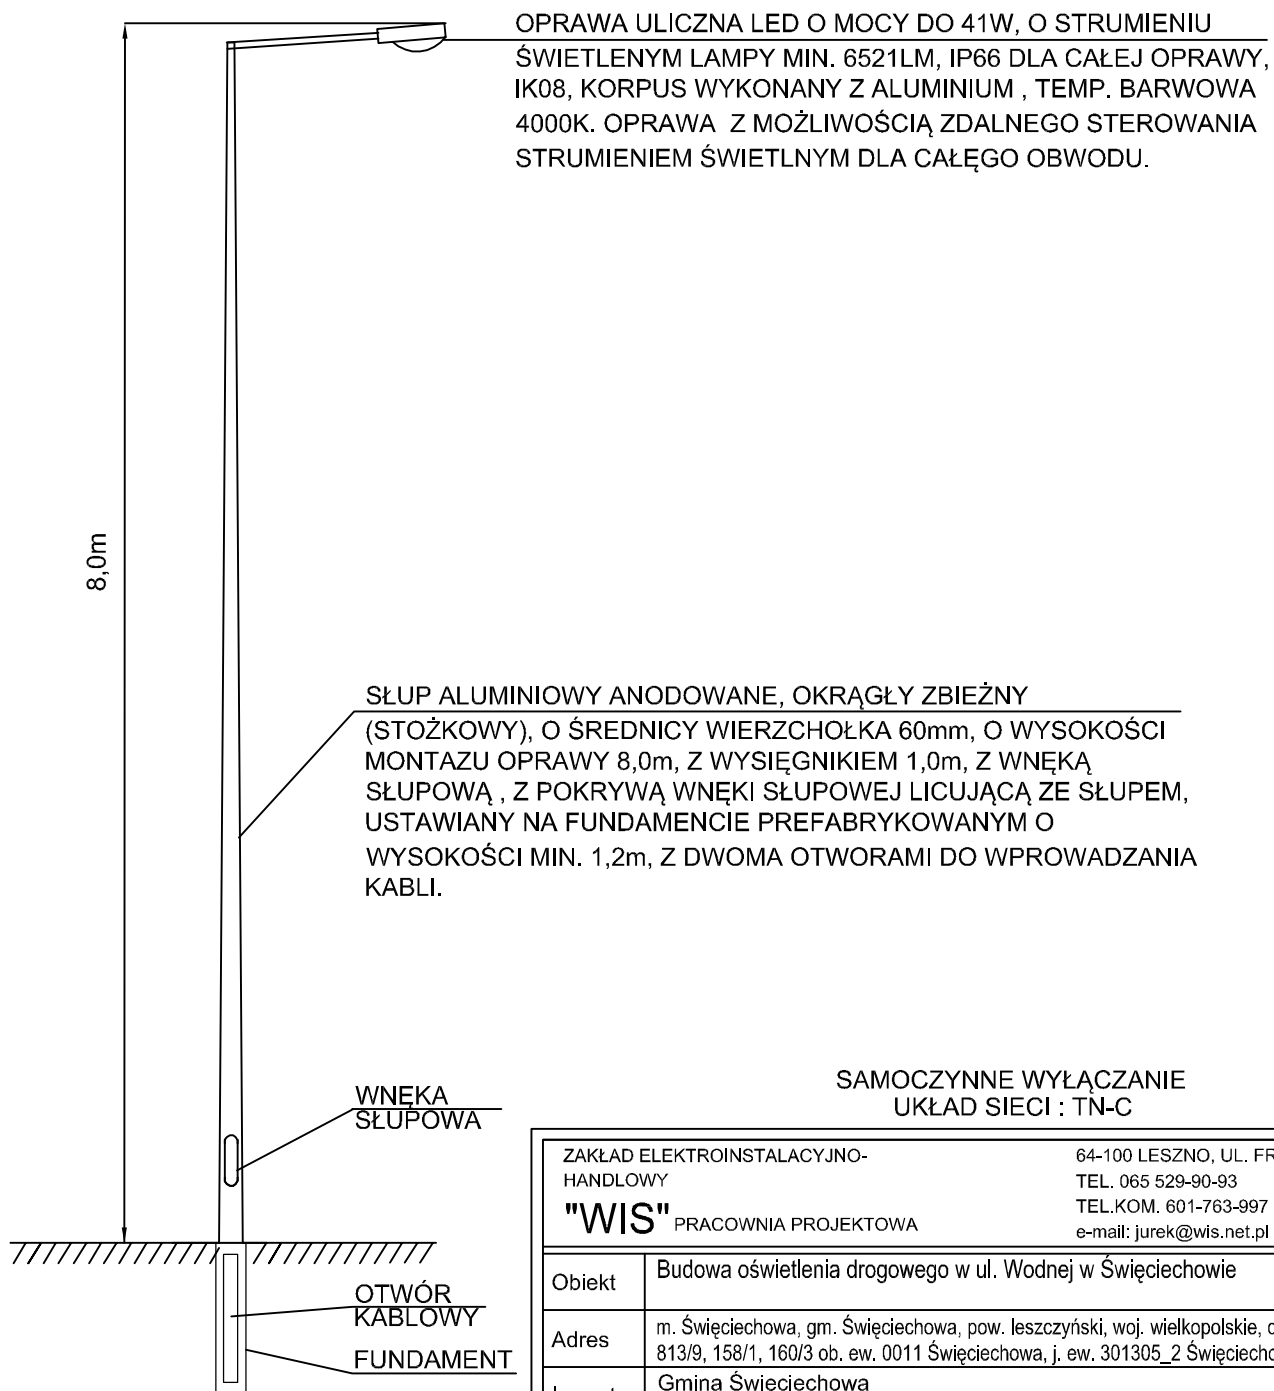 OPRAWA ULICZNA LED O MOCY DO 41W, O STRUMIENIU
ŚWIETLENYM LAMPY MIN. 6521LM, IP66 DLA CAŁEJ OPRAWY,
IK08, KORPUS WYKONANY Z ALUMINIUM , TEMP. BARWOWA
4000K. OPRAWA Z MOŻLIWOŚCIĄ ZDALNEGO STEROWANIA
STRUMIENIEM ŚWIETLNYM DLA CAŁĘGO OBWODU.
8,0m
SŁUP ALUMINIOWY ANODOWANE, OKRĄGŁY ZBIEŻNY
(STOŻKOWY), O ŚREDNICY WIERZCHOŁKA 60mm, O WYSOKOŚCI
MONTAZU OPRAWY 8,0m, Z WYSIĘGNIKIEM 1,0m, Z WNĘKĄ
SŁUPOWĄ , Z POKRYWĄ WNĘKI SŁUPOWEJ LICUJĄCĄ ZE SŁUPEM,
USTAWIANY NA FUNDAMENCIE PREFABRYKOWANYM O
WYSOKOŚCI MIN. 1,2m, Z DWOMA OTWORAMI DO WPROWADZANIA
KABLI.
WNĘKA
SŁUPOWA
SAMOCZYNNE WYŁĄCZANIE
UKŁAD SIECI : TN-C
ZAKŁAD ELEKTROINSTALACYJNO-
HANDLOWY
"WIS" PRACOWNIA PROJEKTOWA
64-100 LESZNO, UL. FR
TEL. 065 529-90-93
TEL.KOM. 601-763-997
e-mail: jurek@wis.net.pl
OTWÓR
KABLOWY
FUNDAMENT
Obiekt Budowa oświetlenia drogowego w ul. Wodnej w Święciechowie
Adres m. Święciechowa, gm. Święciechowa, pow. leszczyński, woj. wielkopolskie,
813/9, 158/1, 160/3 ob. ew. 0011 Święciechowa, j. ew. 301305_2 Święciecho
Gmina Święciechowa